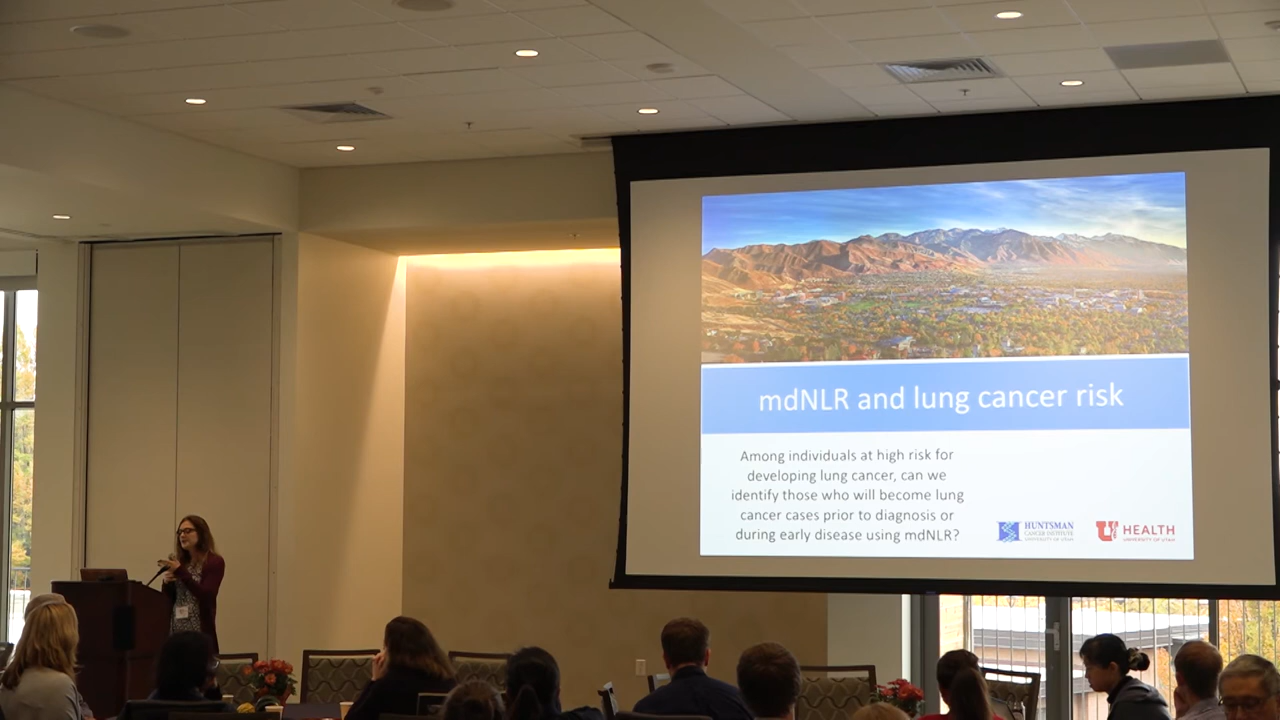 mdNLR and lung cancer risk
Among individuals at high risk for
developing lung cancer, can we
identify those who will become lung
cancer cases prior to diagnosis or
during early disease using mdNLR?
HUNTSMAN
CANCER INSTITUTE
UNIVERSITY OF UTAH
U HEALTH
UNIVERSITY OF UTAH